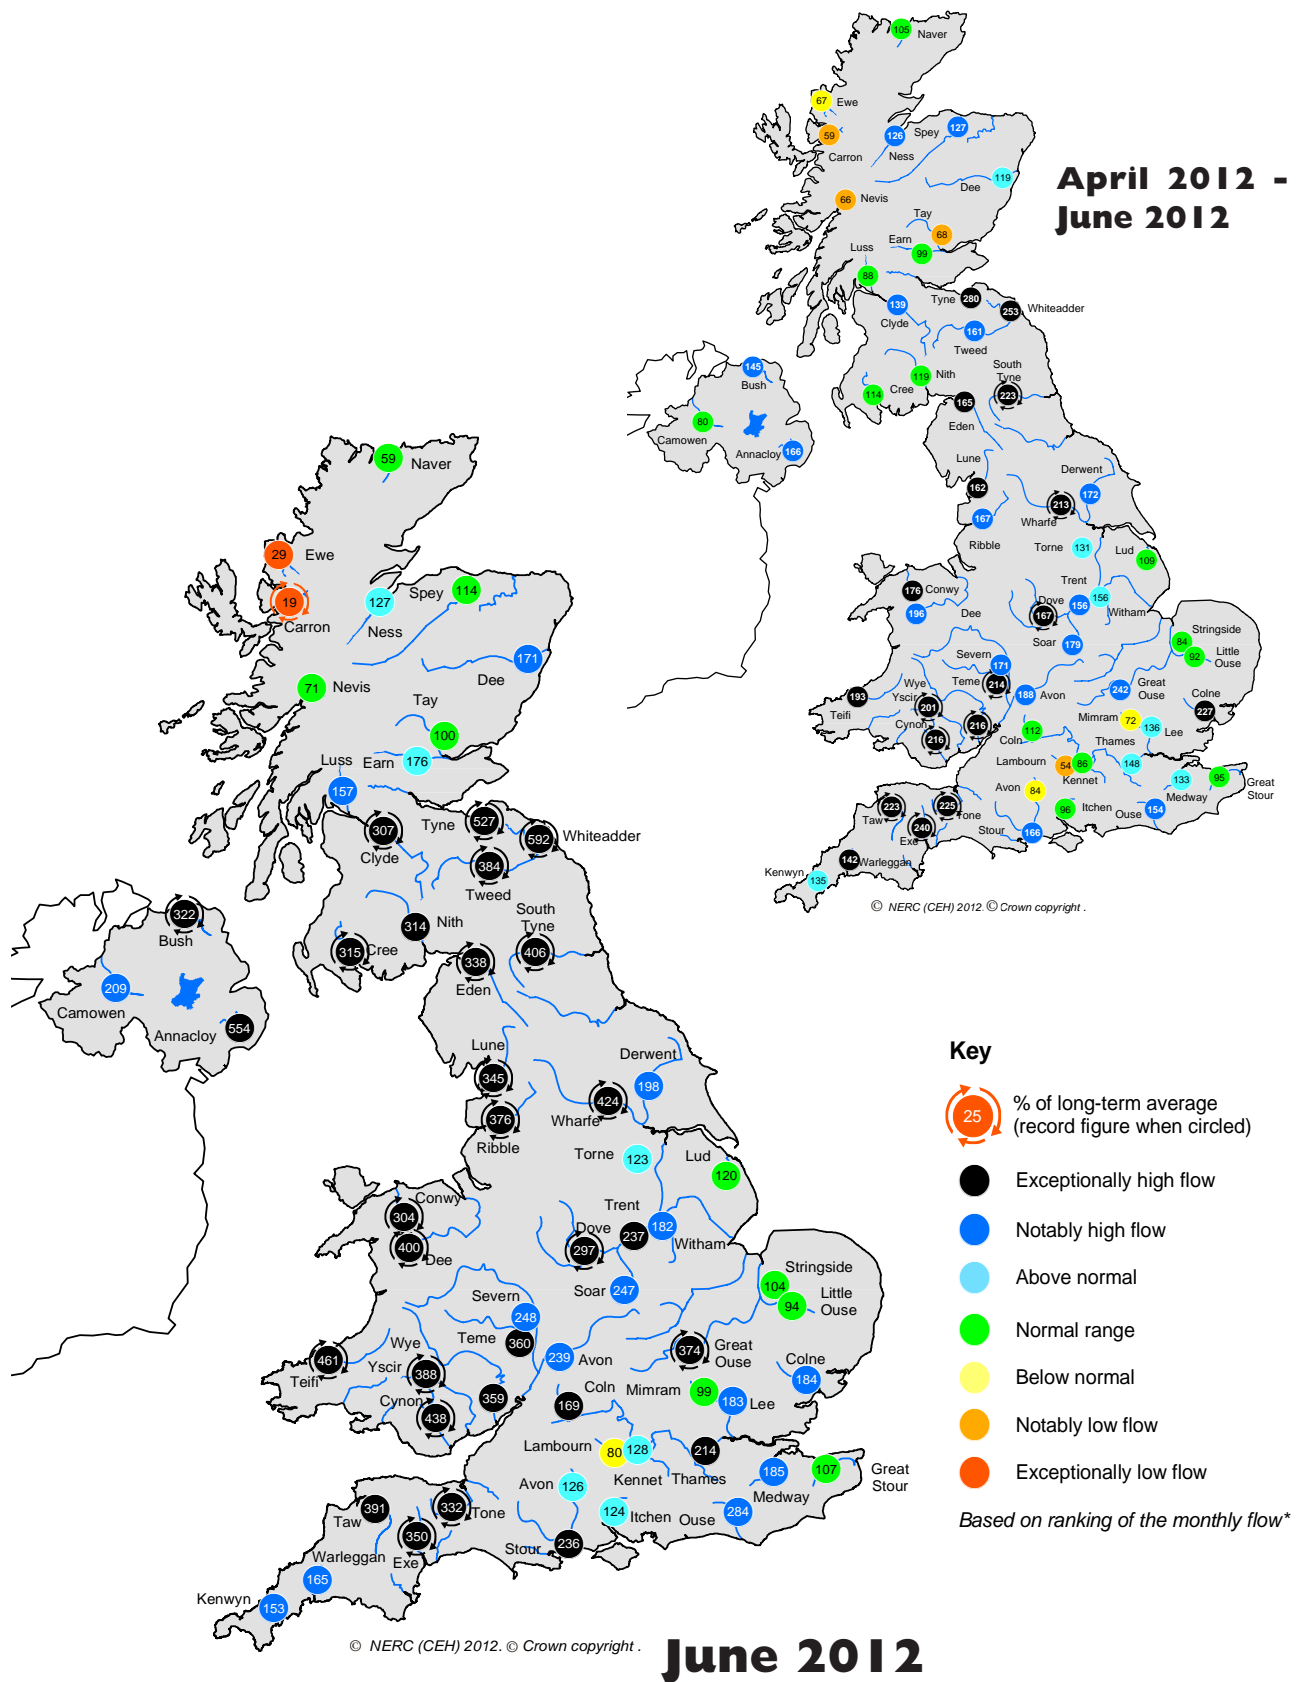 105
Naver
67
Ewe
59
Carron
126
Ness
Spey
127
Dee
119
April 2012 -
June 2012
66
Nevis
Tay
68
Earn
99
Luss
88
139
Clyde
Tyne
280
253
Whiteadder
161
Tweed
South
Tyne
223
119
Nith
114
Cree
165
Eden
145
Bush
80
Camowen
Annacloy
166
Lune
162
167
Ribble
Derwent
172
213
Wharfe
Torne
131
Lud
109
176
Conwy
196
Dee
Trent
156
156
Witham
Dove
167
Soar
179
Stringside
84
92
Little
Ouse
Severn
171
Teme
214
188
Avon
242
Great
Ouse
Colne
227
193
Teifi
Wye
Yscir
201
Cynon
216
216
Coln
112
Mimram
72
136
Lee
Thames
148
Lambourn
54
86
Kennet
Avon
84
96
Itchen
133
Medway
95
Great
Stour
Ouse
154
Stour
166
223
Taw
225
Tone
240
Exe
142
Warleggan
Kenwyn
135
© NERC (CEH) 2012. © Crown copyright .
59
Naver
29
Ewe
19
Carron
127
Ness
Spey
114
171
Dee
71
Nevis
Tay
100
Earn
176
Luss
157
307
Clyde
Tyne
527
592
Whiteadder
384
Tweed
South
Tyne
406
314
Nith
315
Cree
338
Eden
322
Bush
209
Camowen
Annacloy
554
Lune
345
376
Ribble
Derwent
198
424
Wharfe
Torne
123
Lud
120
Conwy
304
400
Dee
Trent
237
182
Witham
Dove
297
Soar
247
Stringside
104
94
Little
Ouse
Severn
248
Teme
360
239
Avon
374
Great
Ouse
Colne
184
461
Teifi
Wye
Yscir
388
Cynon
438
359
Coln
169
Mimram
99
183
Lee
Lambourn
80
128
Kennet
214
Thames
Avon
126
124
Itchen
185
Medway
107
Great
Stour
Ouse
284
Stour
236
391
Taw
332
Tone
350
Exe
Warleggan
165
Kenwyn
153
© NERC (CEH) 2012. © Crown copyright .
June 2012
Key
25
% of long-term average
(record figure when circled)
Exceptionally high flow
Notably high flow
Above normal
Normal range
Below normal
Notably low flow
Exceptionally low flow
Based on ranking of the monthly flow*